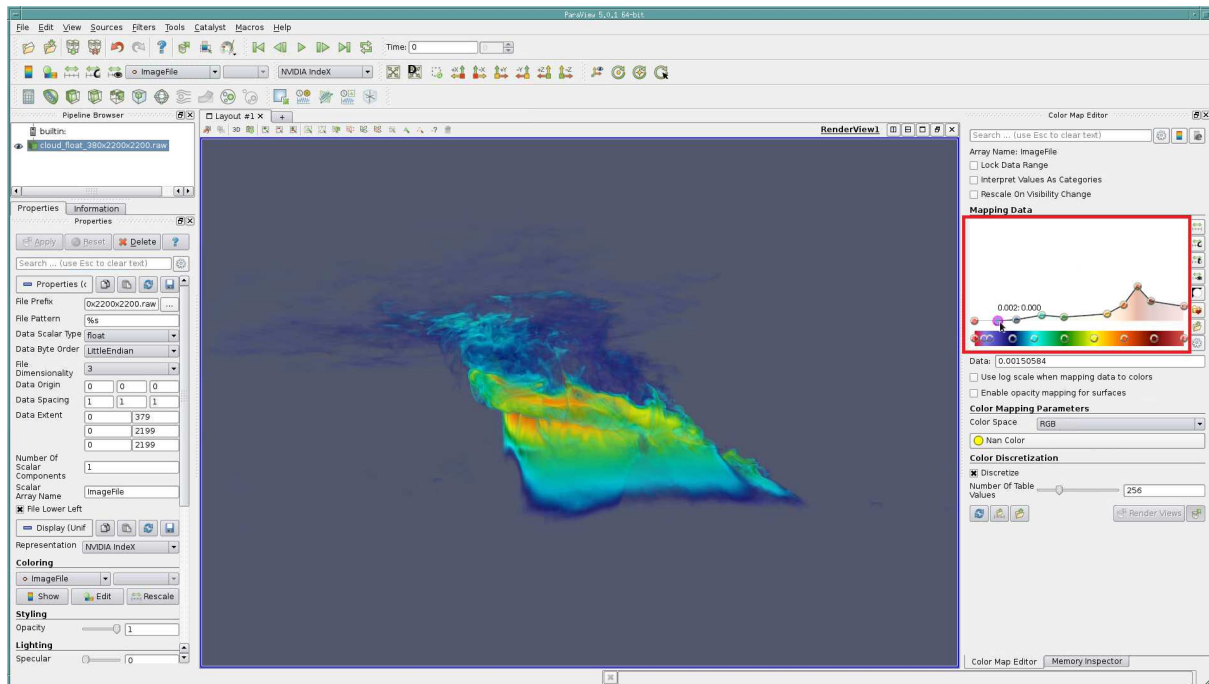 ParaView 5.0.1 64-bit
File Edit View Sources Filters Tools Catalyst Macros Help
Time: 0 0
ImageFile NVIDIA IndeX
Pipeline Browser
builtin:
cloud_float_380x2200x2200.raw
Layout #1 X +
3D RenderView1
Properties Information
Properties
Apply Reset Delete ?
Search ... (use Esc to clear text)
Properties (c
File Prefix 0x2200x2200.raw ...
File Pattern %s
Data Scalar Type float
Data Byte Order LittleEndian
File
Dimensionality 3
Data Origin 0 0 0
Data Spacing 1 1 1
Data Extent 0 379
0 2199
0 2199
Number Of
Scalar
Components 1
Scalar
Array Name ImageFile
File Lower Left
Display (Unif
Representation NVIDIA IndeX
Coloring
ImageFile
Show Edit Rescale
Styling
Opacity 1
Lighting
Specular 0
Color Map Editor
Search ... (use Esc to clear text)
Array Name: ImageFile
Lock Data Range
Interpret Values As Categories
Rescale On Visibility Change
Mapping Data
0.002: 0.000
Data: 0.00150584
Use log scale when mapping data to colors
Enable opacity mapping for surfaces
Color Mapping Parameters
Color Space RGB
Nan Color
Color Discretization
Discretize
Number Of Table
Values 256
Render Views
Color Map Editor Memory Inspector